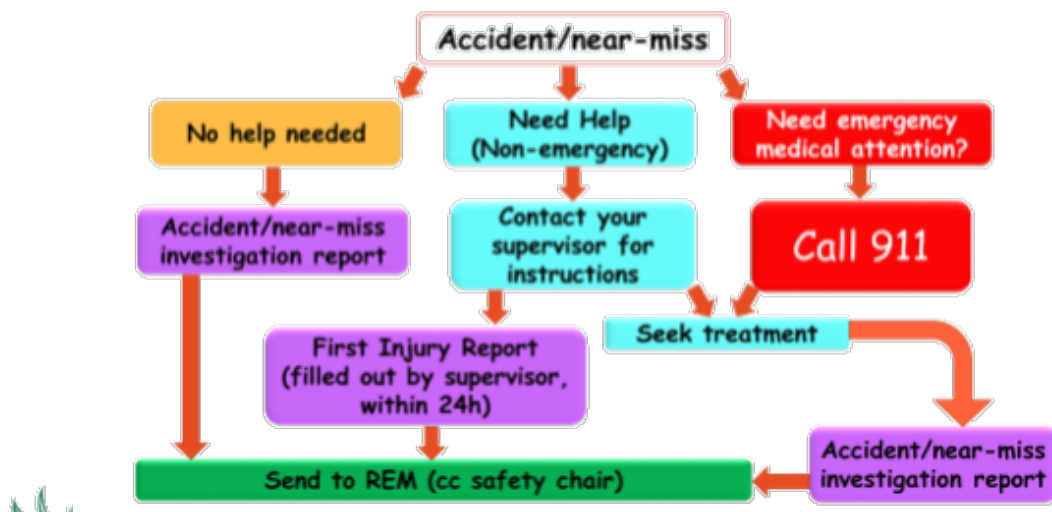 Accident/near-miss
No help needed
Need Help
(Non-emergency)
Need emergency
medical attention?
Accident/near-miss
investigation report
Contact your
supervisor for
instructions
Call 911
First Injury Report
(filled out by supervisor,
within 24h)
Seek treatment
Accident/near-miss
investigation report
Send to REM (cc safety chair)